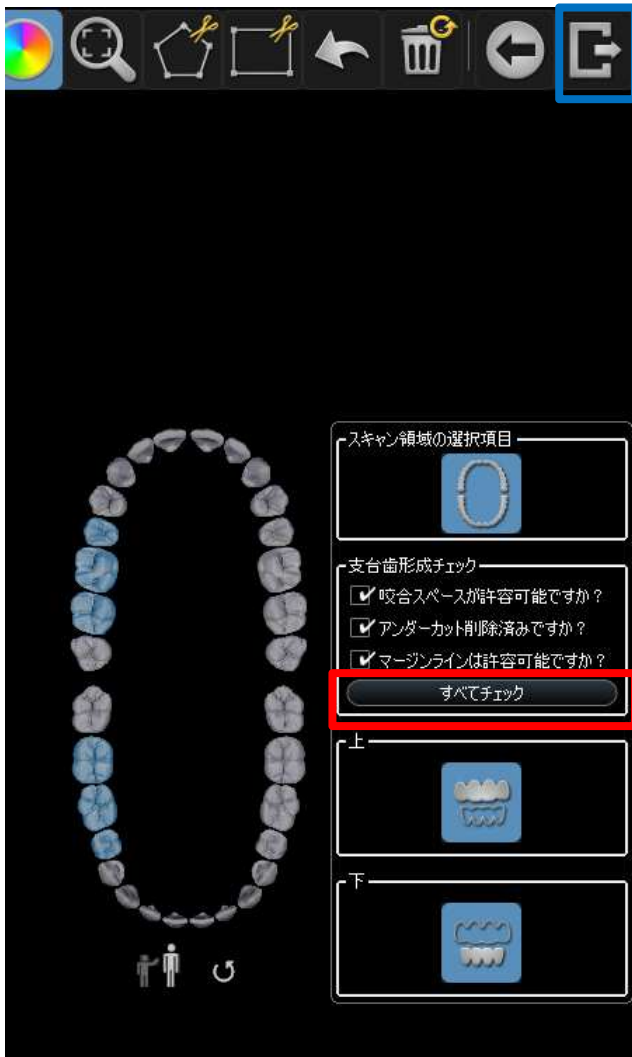 スキャン領域の選択項目
支台歯形成チェック
咬合スペースが許容可能ですか？
アンダーカット削除済みですか？
マージンラインは許容可能ですか？
すべてチェック
上
下